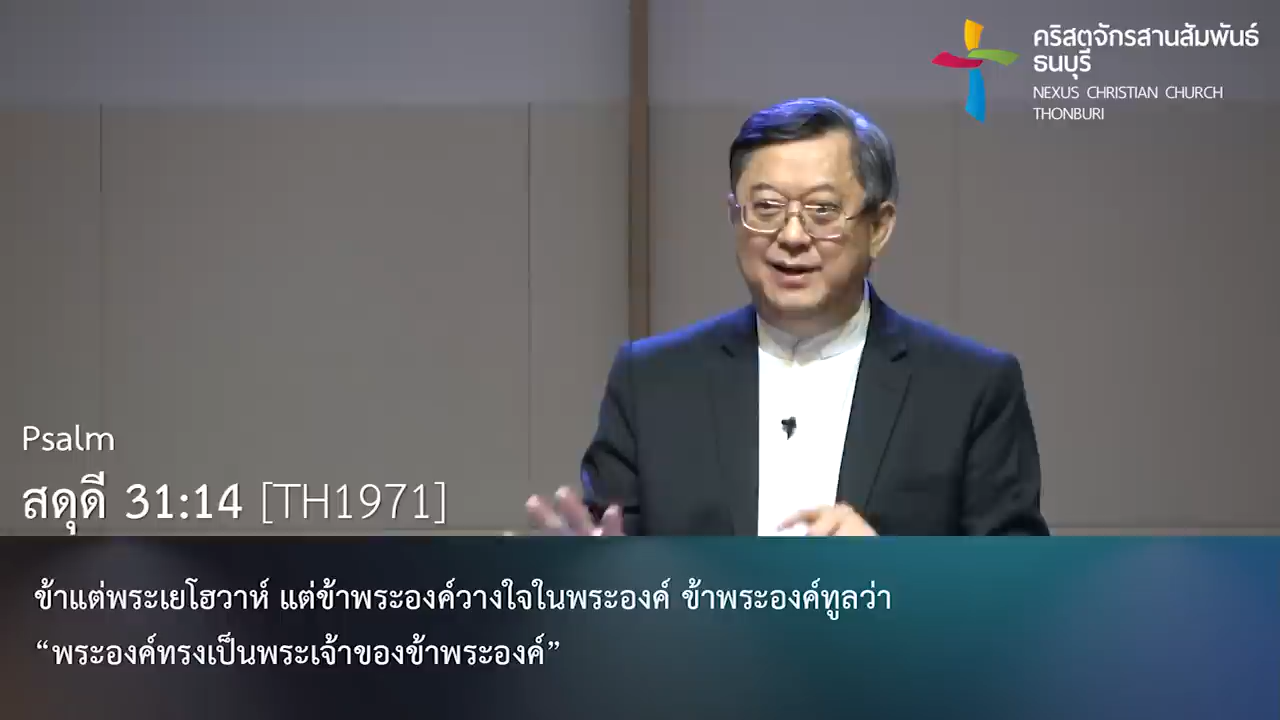 คริสตจักรสานสัมพันธ์
ธนบุรี
NEXUS CHRISTIAN CHURCH
THONBURI
Psalm
สดุดี 31:14 [TH1971]
ข้าแต่พระเยโฮวาห์ แต่ข้าพระองค์วางใจในพระองค์ ข้าพระองค์ทูลว่า
“พระองค์ทรงเป็นพระเจ้าของข้าพระองค์”